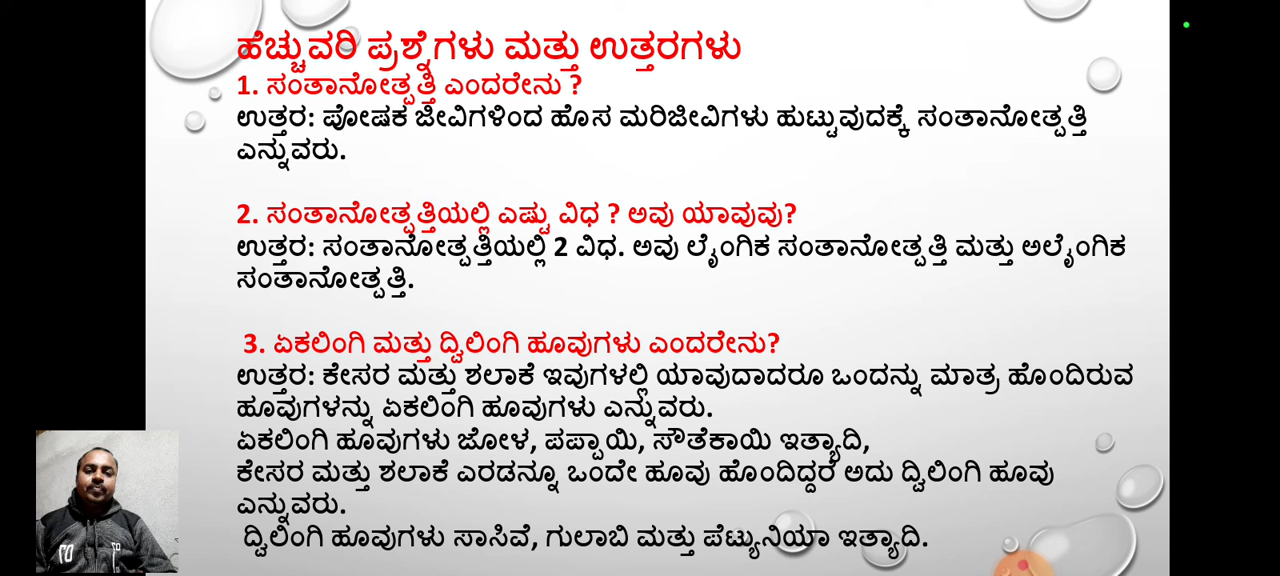 ಹೆಚ್ಚುವರಿ ಪ್ರಶ್ನೆಗಳು ಮತ್ತು ಉತ್ತರಗಳು
1. ಸಂತಾನೋತ್ಪತ್ತಿ ಎಂದರೇನು ?
ಉತ್ತರ: ಪೋಷಕ ಜೀವಿಗಳಿಂದ ಹೊಸ ಮರಿಜೀವಿಗಳು ಹುಟ್ಟುವುದಕ್ಕೆ ಸಂತಾನೋತ್ಪತ್ತಿ
ಎನ್ನುವರು.
2. ಸಂತಾನೋತ್ಪತ್ತಿಯಲ್ಲಿ ಎಷ್ಟು ವಿಧ ? ಅವು ಯಾವುವು?
ಉತ್ತರ: ಸಂತಾನೋತ್ಪತ್ತಿಯಲ್ಲಿ 2 ವಿಧ. ಅವು ಲೈಂಗಿಕ ಸಂತಾನೋತ್ಪತ್ತಿ ಮತ್ತು ಅಲೈಂಗಿಕ
ಸಂತಾನೋತ್ಪತ್ತಿ.
3. ಏಕಲಿಂಗಿ ಮತ್ತು ದ್ವಿಲಿಂಗಿ ಹೂವುಗಳು ಎಂದರೇನು?
ಉತ್ತರ: ಕೇಸರ ಮತ್ತು ಶಲಾಕೆ ಇವುಗಳಲ್ಲಿ ಯಾವುದಾದರೂ ಒಂದನ್ನು ಮಾತ್ರ ಹೊಂದಿರುವ
ಹೂವುಗಳನ್ನು ಏಕಲಿಂಗಿ ಹೂವುಗಳು ಎನ್ನುವರು.
ಏಕಲಿಂಗಿ ಹೂವುಗಳು ಜೋಳ, ಪಪ್ಪಾಯಿ, ಸೌತೆಕಾಯಿ ಇತ್ಯಾದಿ,
ಕೇಸರ ಮತ್ತು ಶಲಾಕೆ ಎರಡನ್ನೂ ಒಂದೇ ಹೂವು ಹೊಂದಿದ್ದರೆ ಅದು ದ್ವಿಲಿಂಗಿ ಹೂವು
ಎನ್ನುವರು.
ದ್ವಿಲಿಂಗಿ ಹೂವುಗಳು ಸಾಸಿವೆ, ಗುಲಾಬಿ ಮತ್ತು ಪೆಟ್ಯುನಿಯಾ ಇತ್ಯಾದಿ.